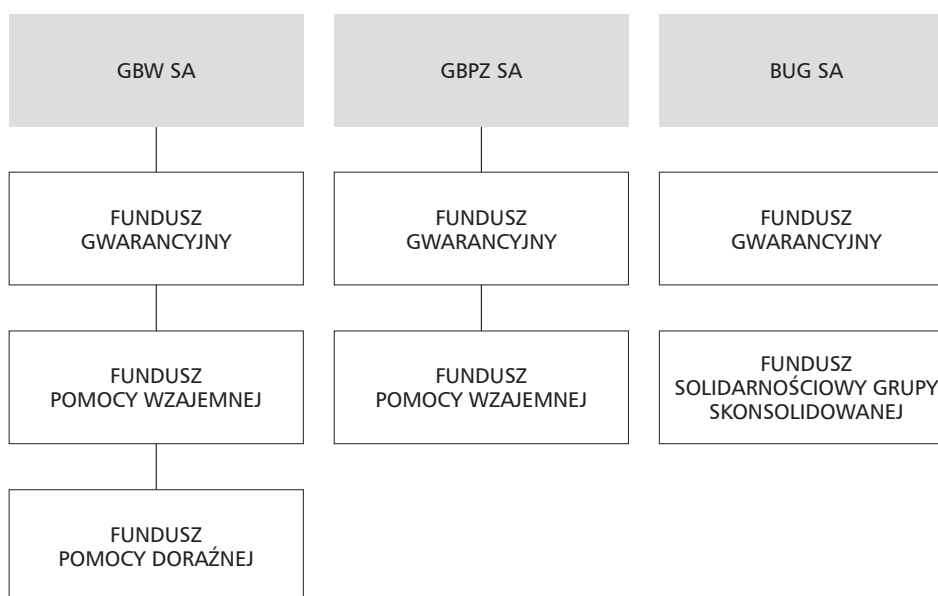 GBW SA
FUNDUSZ
GWARANCYJNY
FUNDUSZ
POMOCY WZAJEMNEJ
FUNDUSZ
POMOCY DORAŹNEJ
GBPZ SA
FUNDUSZ
GWARANCYJNY
FUNDUSZ
POMOCY WZAJEMNEJ
BUG SA
FUNDUSZ
GWARANCYJNY
FUNDUSZ
SOLIDARNOŚCIOWY GRUPY
SKONSOLIDOWANEJ